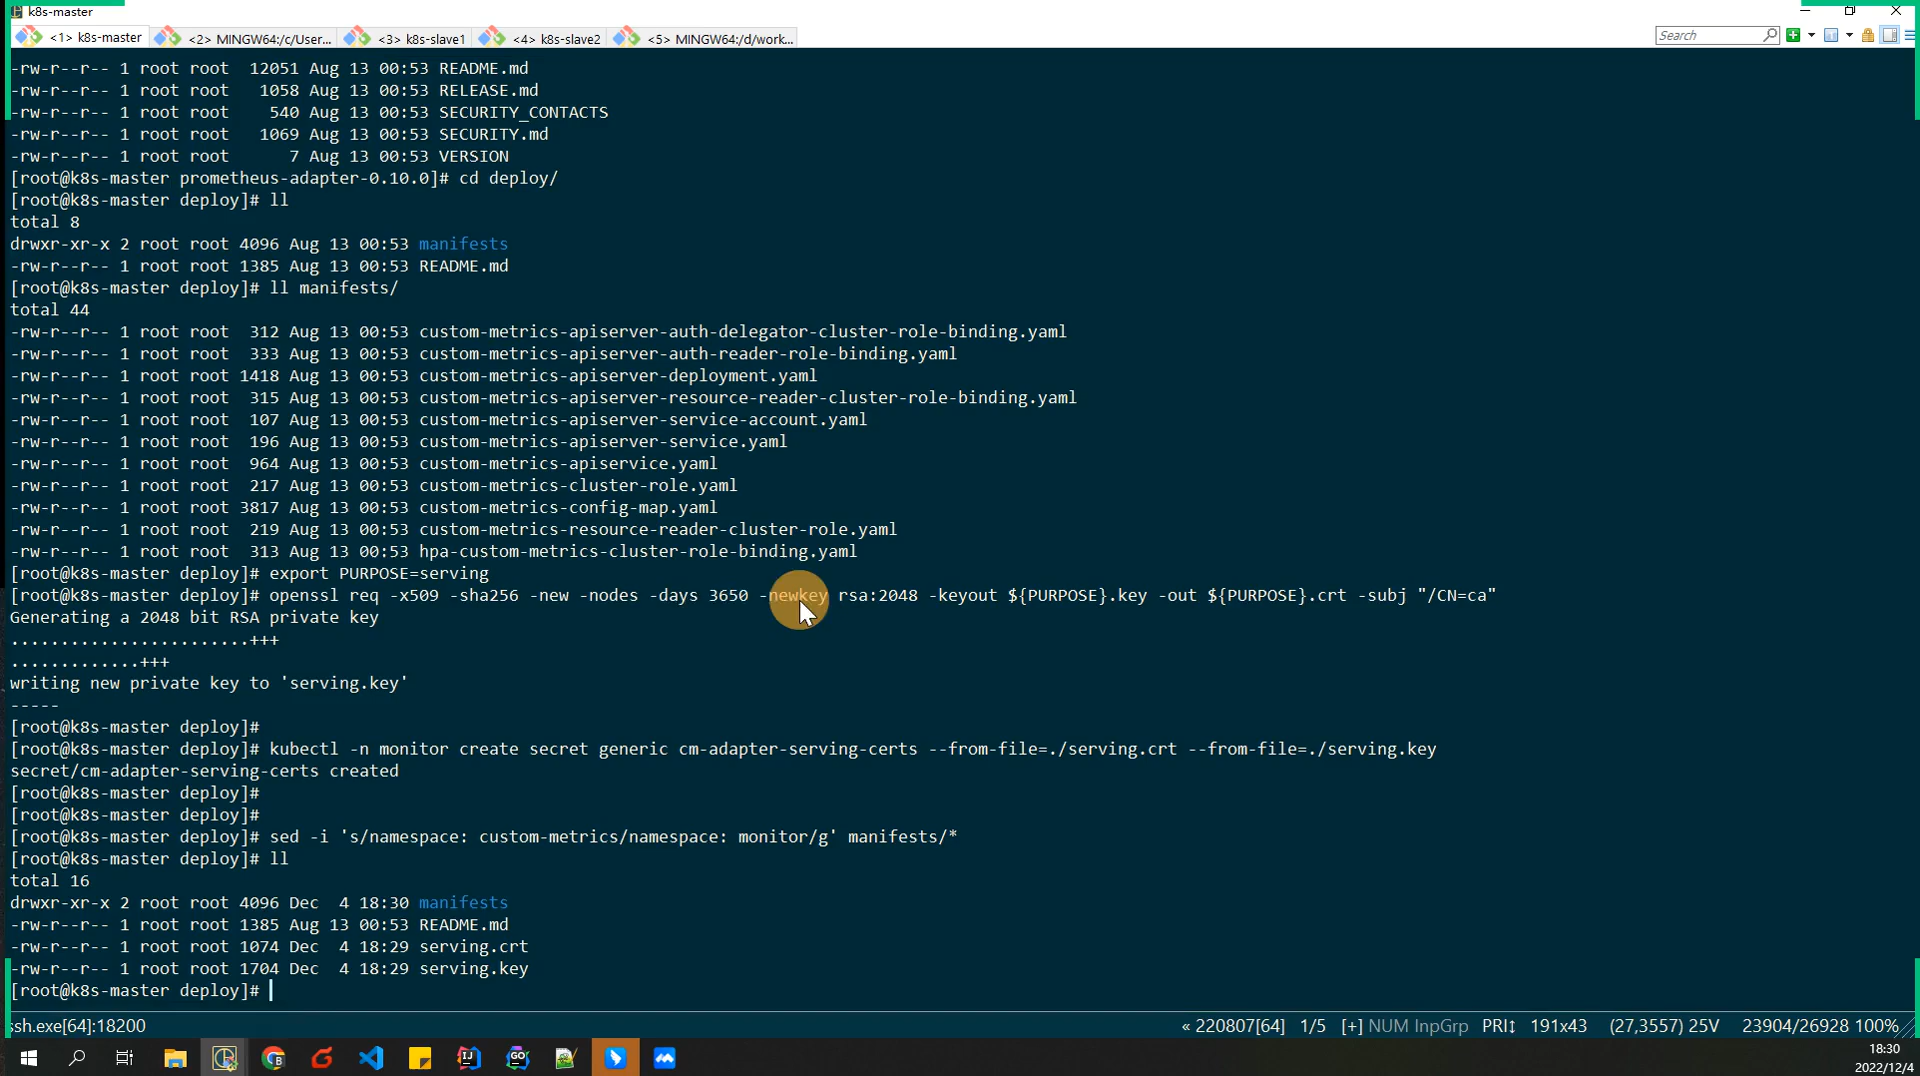 k8s-master
<1> k8s-master
<2> MINGW64:/c/User...
<3> k8s-slave1
<4> k8s-slave2
<5> MINGW64:/d/work...
Search
-rw-r--r-- 1 root root  12051 Aug 13 00:53 README.md
-rw-r--r-- 1 root root   1058 Aug 13 00:53 RELEASE.md
-rw-r--r-- 1 root root    540 Aug 13 00:53 SECURITY_CONTACTS
-rw-r--r-- 1 root root   1069 Aug 13 00:53 SECURITY.md
-rw-r--r-- 1 root root      7 Aug 13 00:53 VERSION
[root@k8s-master prometheus-adapter-0.10.0]# cd deploy/
[root@k8s-master deploy]# ll
total 8
drwxr-xr-x 2 root root 4096 Aug 13 00:53 manifests
-rw-r--r-- 1 root root 1385 Aug 13 00:53 README.md
[root@k8s-master deploy]# ll manifests/
total 44
-rw-r--r-- 1 root root  312 Aug 13 00:53 custom-metrics-apiserver-auth-delegator-cluster-role-binding.yaml
-rw-r--r-- 1 root root  333 Aug 13 00:53 custom-metrics-apiserver-auth-reader-role-binding.yaml
-rw-r--r-- 1 root root 1418 Aug 13 00:53 custom-metrics-apiserver-deployment.yaml
-rw-r--r-- 1 root root  315 Aug 13 00:53 custom-metrics-apiserver-resource-reader-cluster-role-binding.yaml
-rw-r--r-- 1 root root  107 Aug 13 00:53 custom-metrics-apiserver-service-account.yaml
-rw-r--r-- 1 root root  196 Aug 13 00:53 custom-metrics-apiserver-service.yaml
-rw-r--r-- 1 root root  964 Aug 13 00:53 custom-metrics-apiservice.yaml
-rw-r--r-- 1 root root  217 Aug 13 00:53 custom-metrics-cluster-role.yaml
-rw-r--r-- 1 root root 3817 Aug 13 00:53 custom-metrics-config-map.yaml
-rw-r--r-- 1 root root  219 Aug 13 00:53 custom-metrics-resource-reader-cluster-role.yaml
-rw-r--r-- 1 root root  313 Aug 13 00:53 hpa-custom-metrics-cluster-role-binding.yaml
[root@k8s-master deploy]# export PURPOSE=serving
[root@k8s-master deploy]# openssl req -x509 -sha256 -new -nodes -days 3650 -newkey rsa:2048 -keyout ${PURPOSE}.key -out ${PURPOSE}.crt -subj "/CN=ca"
Generating a 2048 bit RSA private key
........................+++
.............+++
writing new private key to 'serving.key'
-----
[root@k8s-master deploy]#
[root@k8s-master deploy]# kubectl -n monitor create secret generic cm-adapter-serving-certs --from-file=./serving.crt --from-file=./serving.key
secret/cm-adapter-serving-certs created
[root@k8s-master deploy]#
[root@k8s-master deploy]#
[root@k8s-master deploy]# sed -i 's/namespace: custom-metrics/namespace: monitor/g' manifests/*
[root@k8s-master deploy]# ll
total 16
drwxr-xr-x 2 root root 4096 Dec  4 18:30 manifests
-rw-r--r-- 1 root root 1385 Aug 13 00:53 README.md
-rw-r--r-- 1 root root 1074 Dec  4 18:29 serving.crt
-rw-r--r-- 1 root root 1704 Dec  4 18:29 serving.key
[root@k8s-master deploy]#
ssh.exe[64]:18200
« 220807[64] 1/5 [+] NUM InpGrp PRI↕ 191x43 (27,3557) 25V 23904/26928 100%
18:30
2022/12/4